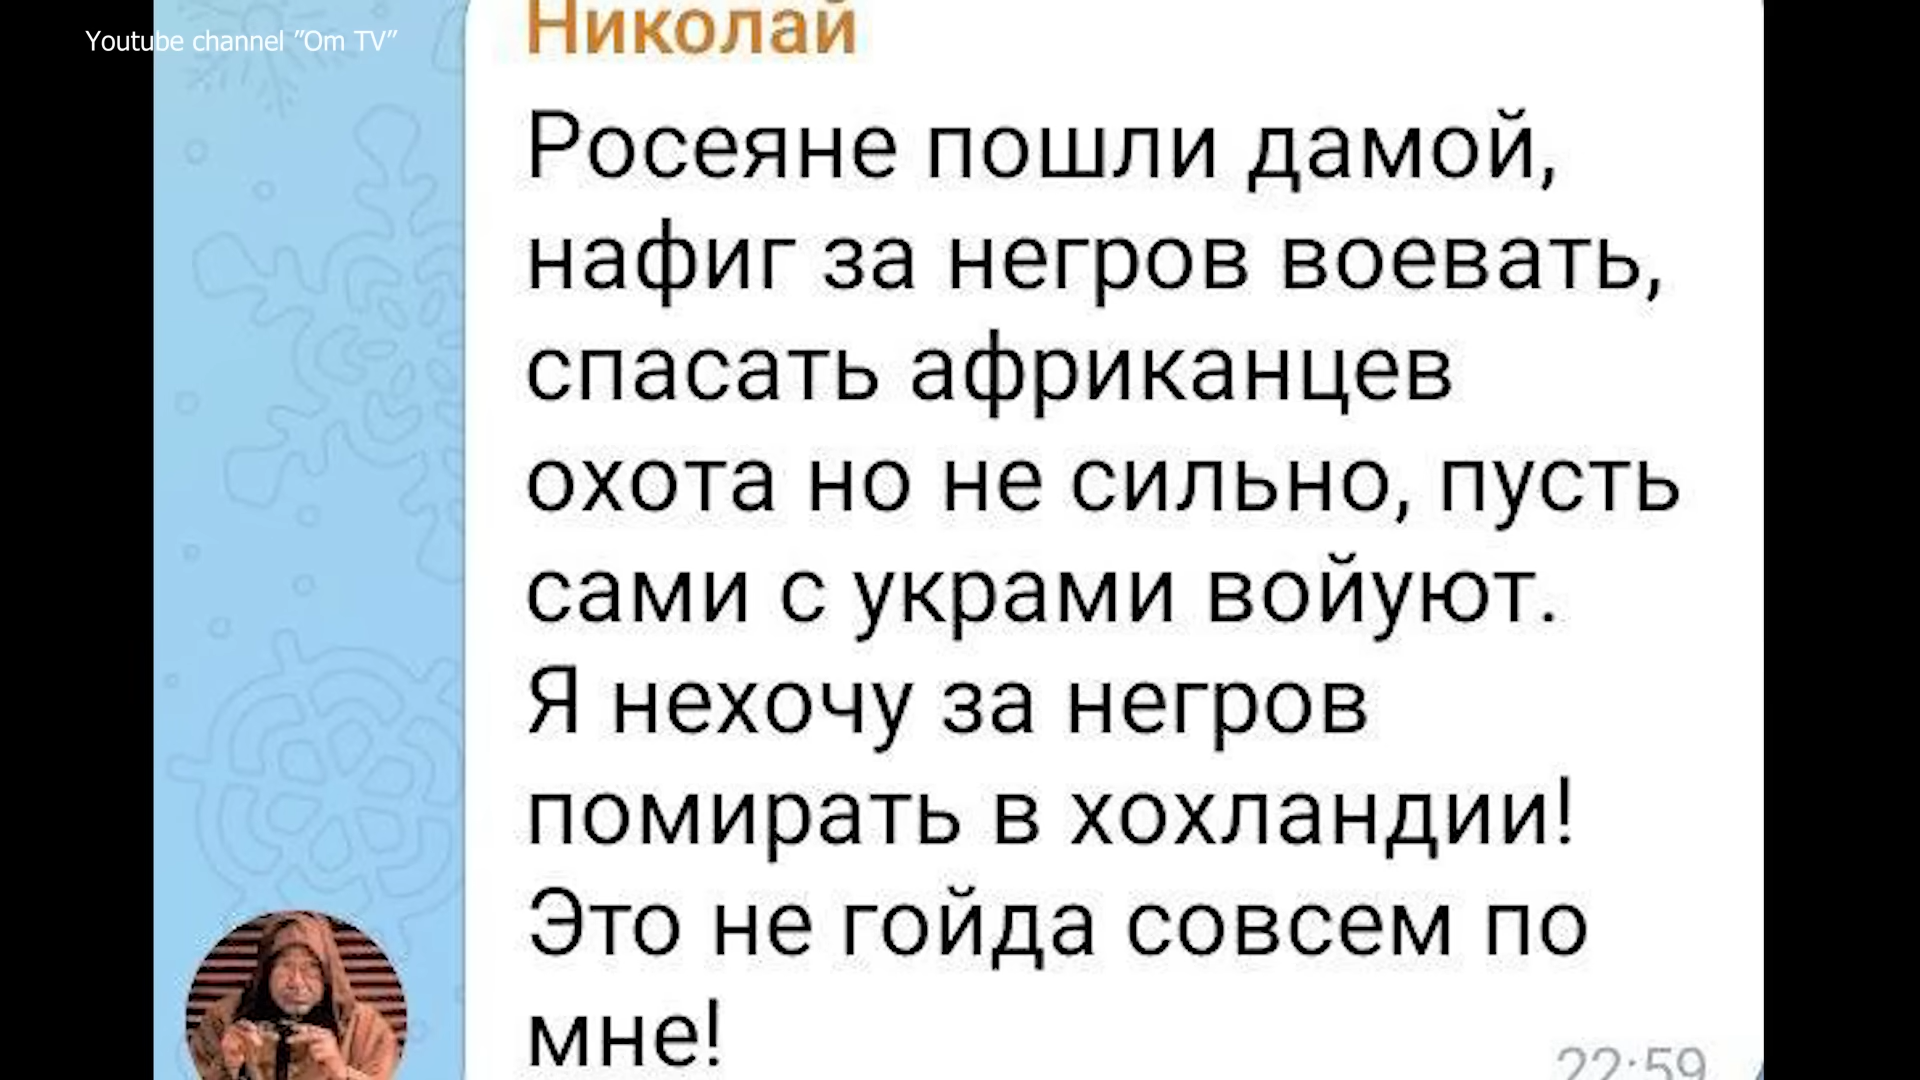 Youtube channel "Om TV"
Николай
Росеяне пошли дамой,
нафиг за негров воевать,
спасать африканцев
охота но не сильно, пусть
сами с украми войуют.
Я нехочу за негров
помирать в хохландии!
Это не гойда совсем по
мне!
22:59